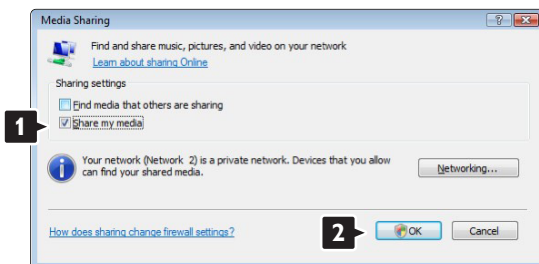 Media Sharing
Find and share music, pictures, and video on your network
Learn about sharing Online
Sharing settings
Find media that others are sharing
1
Share my media
Your network (Network 2) is a private network. Devices that you allow
can find your shared media.
Networking...
How does sharing change firewall settings?
2
OK
Cancel